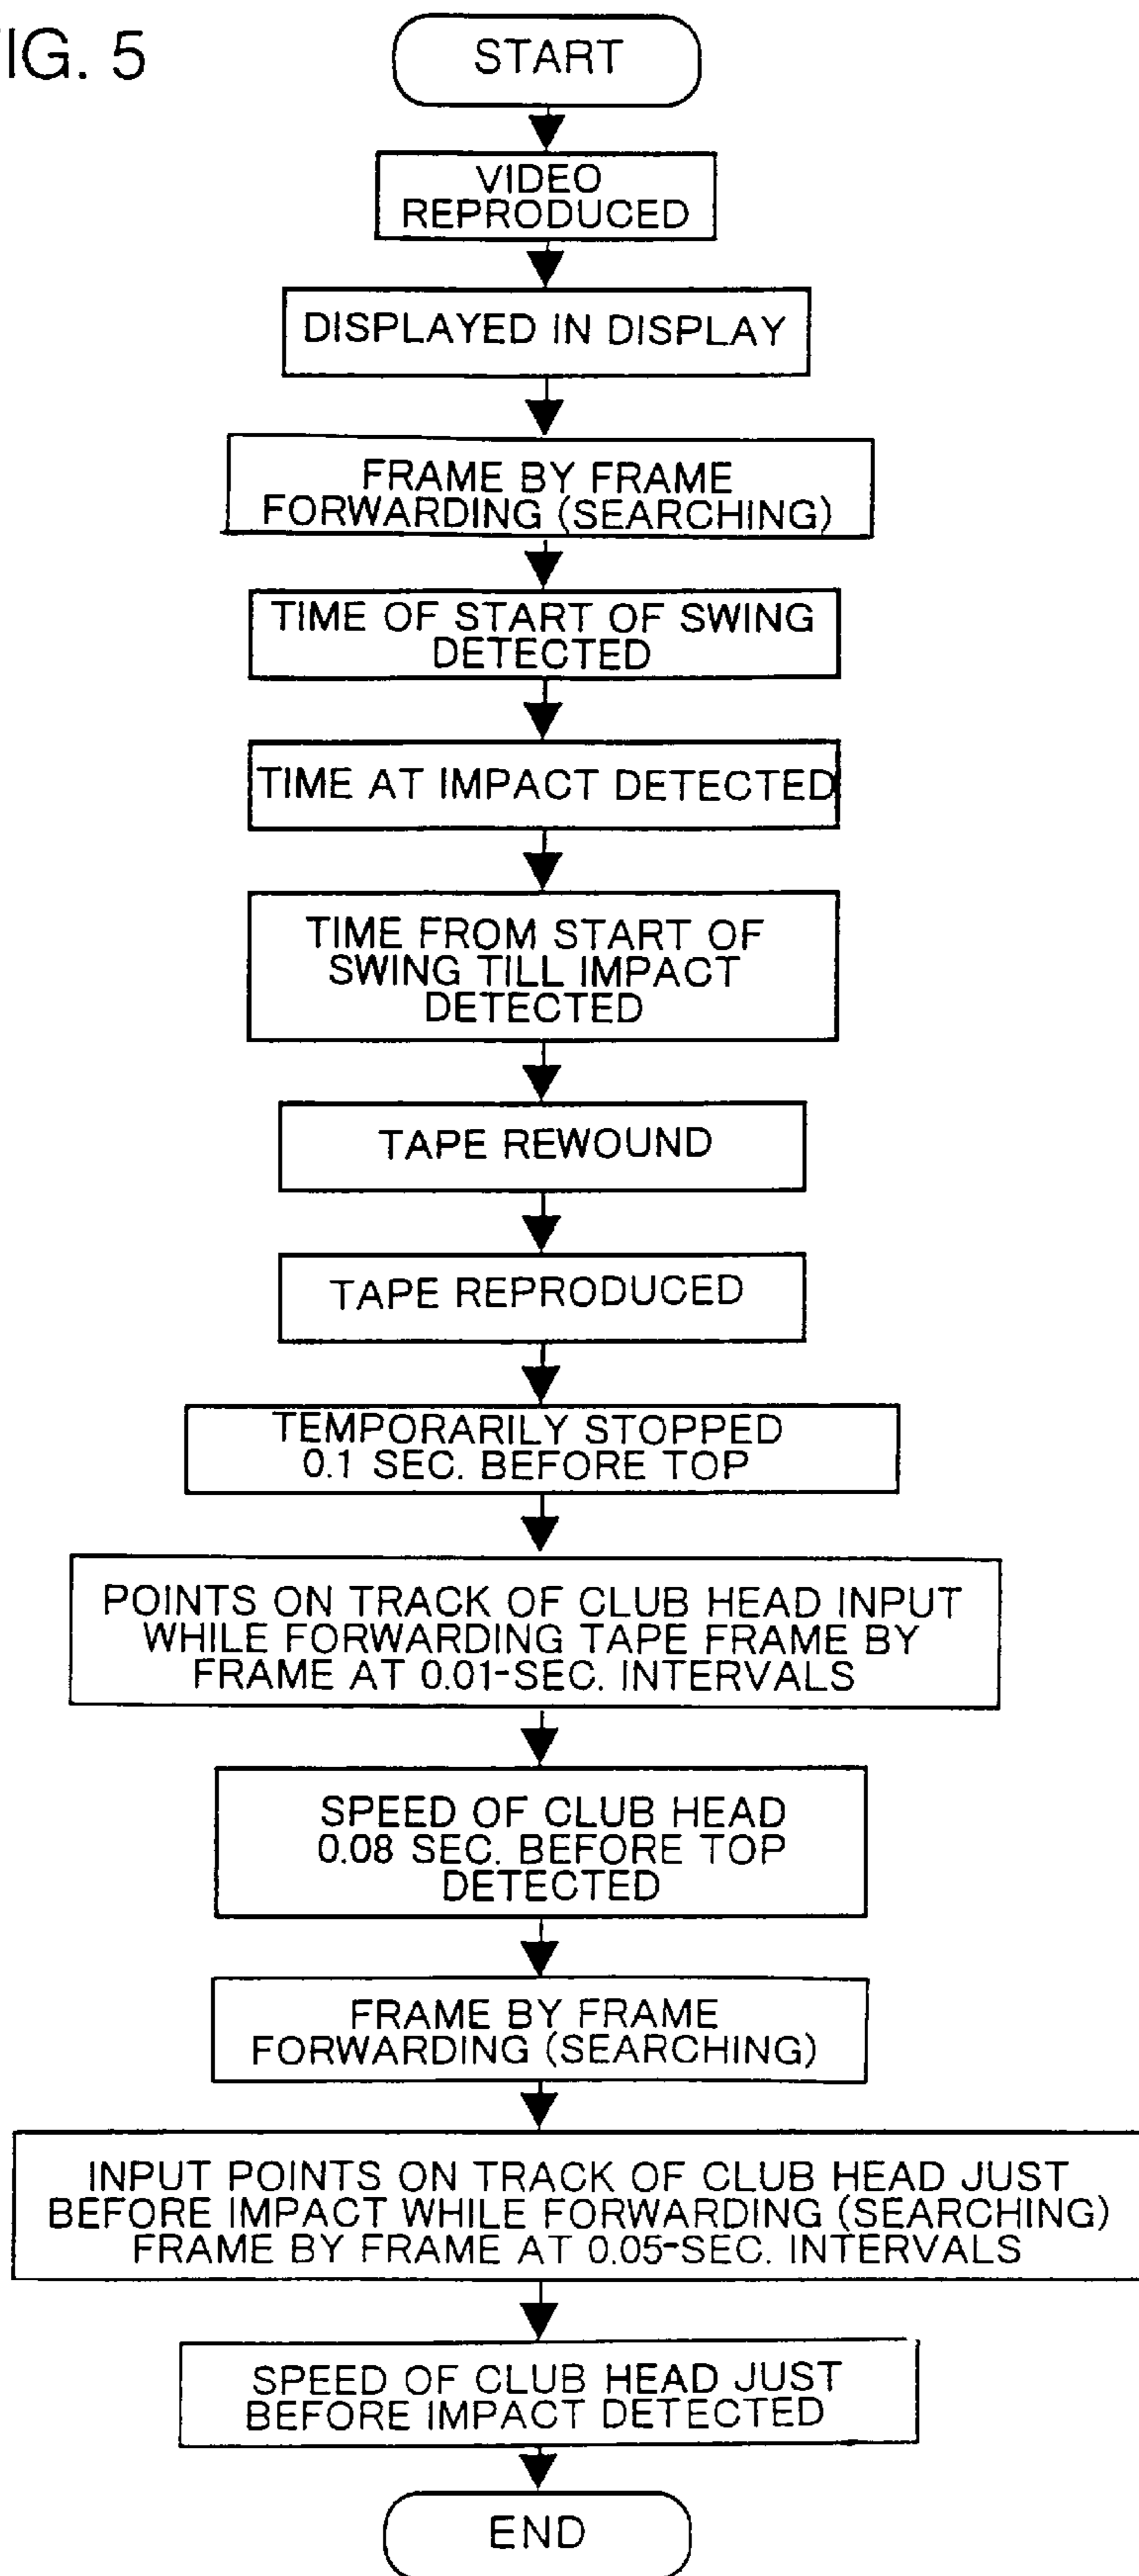 IG. 5
START
VIDEO
REPRODUCED
DISPLAYED IN DISPLAY
FRAME BY FRAME
FORWARDING (SEARCHING)
TIME OF START OF SWING
DETECTED
TIME AT IMPACT DETECTED
TIME FROM START OF
SWING TILL IMPACT
DETECTED
TAPE REWOUND
TAPE REPRODUCED
TEMPORARILY STOPPED
0.1 SEC. BEFORE TOP
POINTS ON TRACK OF CLUB HEAD INPUT
WHILE FORWARDING TAPE FRAME BY
FRAME AT 0.01-SEC. INTERVALS
SPEED OF CLUB HEAD
0.08 SEC. BEFORE TOP
DETECTED
FRAME BY FRAME
FORWARDING (SEARCHING)
INPUT POINTS ON TRACK OF CLUB HEAD JUST
BEFORE IMPACT WHILE FORWARDING (SEARCHING)
FRAME BY FRAME AT 0.05-SEC. INTERVALS
SPEED OF CLUB HEAD JUST
BEFORE IMPACT DETECTED
END